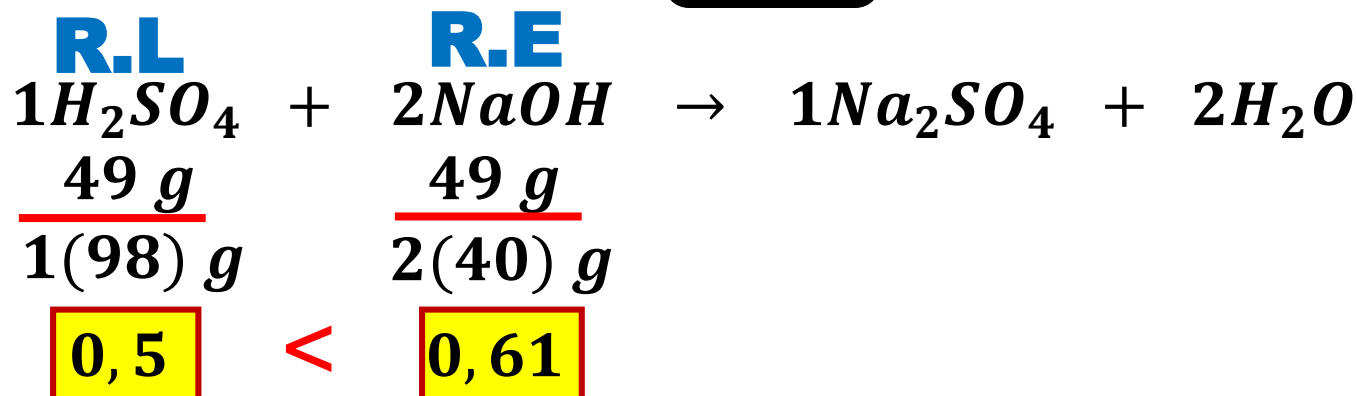 R.L R.E
1H₂SO₄ + 2NaOH → 1Na₂SO₄ + 2H₂O
49 g 49 g
1(98) g 2(40) g
0,5 < 0,61